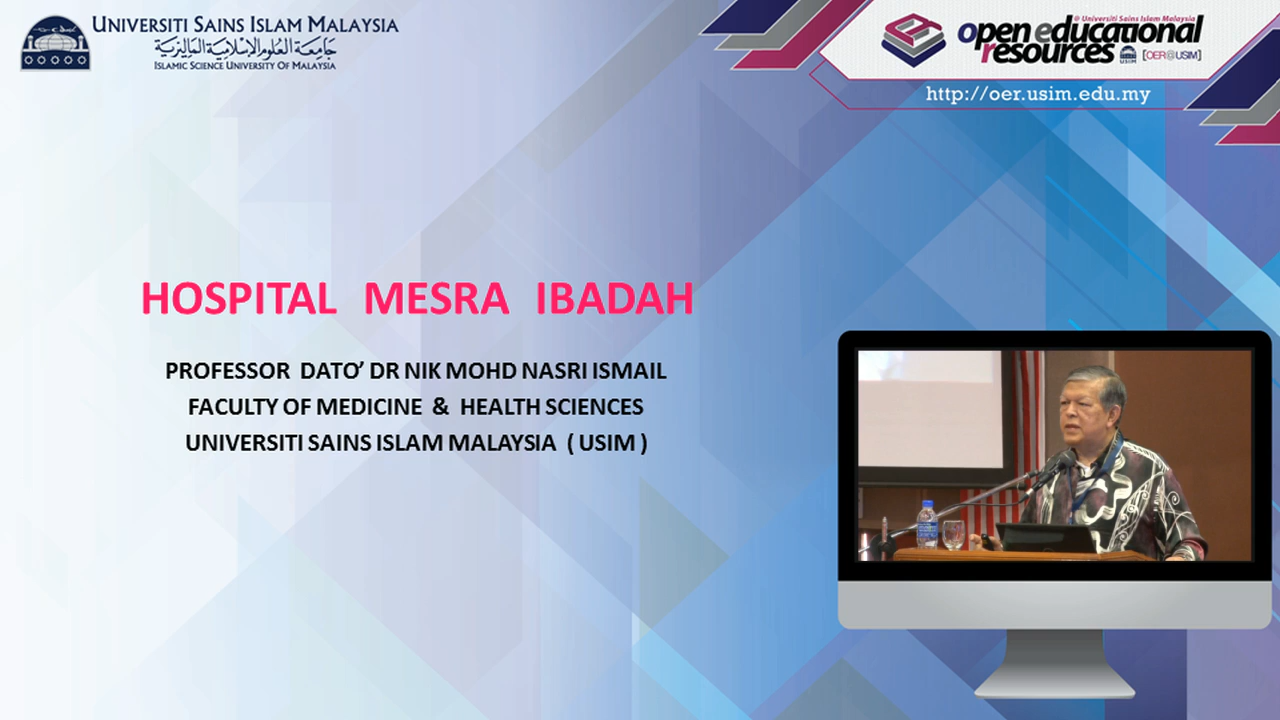 UNIVERSITI SAINS ISLAM MALAYSIA
جامعة العلوم الإسلامية الماليزية
ISLAMIC SCIENCE UNIVERSITY OF MALAYSIA
@ Universiti Sains Islam Malaysia
open educational
resources
USIM
[OER@USIM]
http://oer.usim.edu.my
HOSPITAL MESRA IBADAH
PROFESSOR DATO’ DR NIK MOHD NASRI ISMAIL
FACULTY OF MEDICINE & HEALTH SCIENCES
UNIVERSITI SAINS ISLAM MALAYSIA ( USIM )